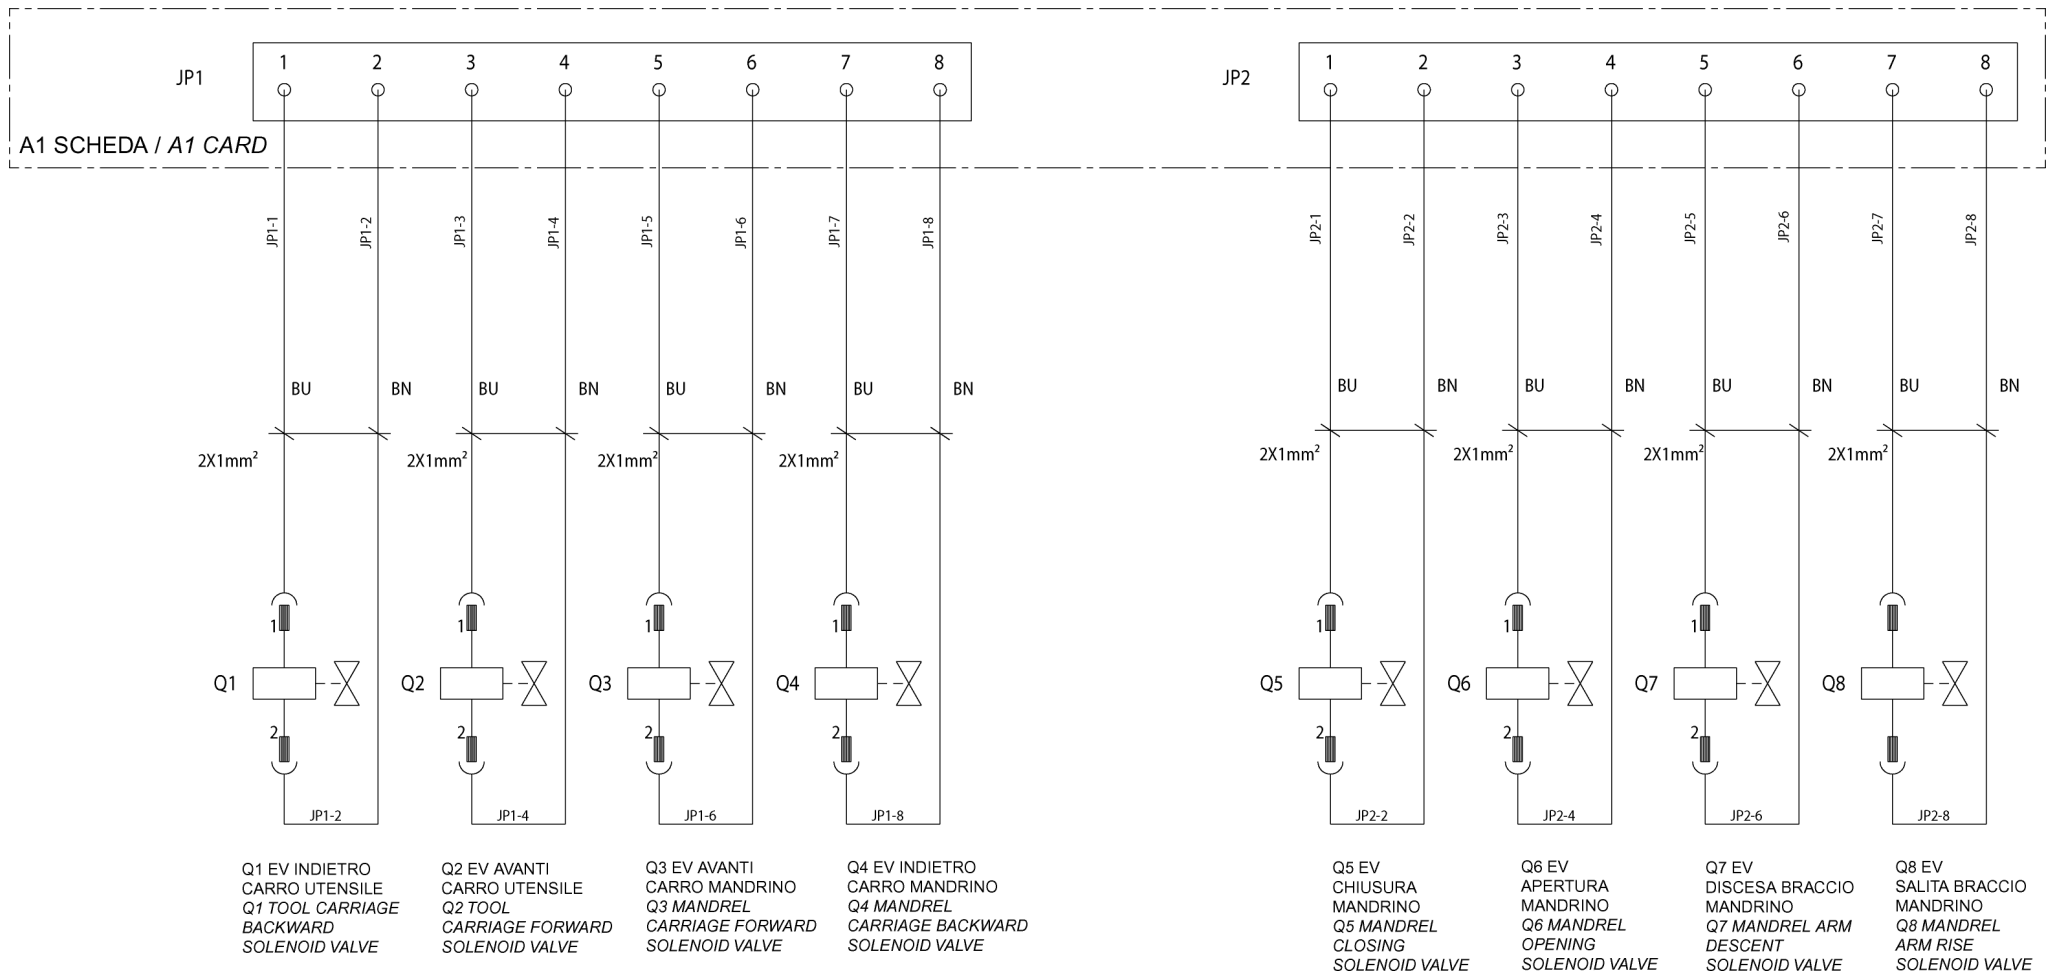 1 2 3 4 5 6 7 8
JP1
1 2 3 4 5 6 7 8
JP2
A1 SCHEDA / A1 CARD
JP1-1
JP1-2
JP1-3
JP1-4
JP1-5
JP1-6
JP1-7
JP1-8
JP2-1
JP2-2
JP2-3
JP2-4
JP2-5
JP2-6
JP2-7
JP2-8
BU BN BU BN BU BN BU BN
BU BN BU BN BU BN BU BN
2X1mm² 2X1mm² 2X1mm² 2X1mm²
2X1mm² 2X1mm² 2X1mm² 2X1mm²
1 1 1 1 1 1 1
Q1 Q2 Q3 Q4 Q5 Q6 Q7 Q8
2 2 2 2 2 2 2
JP1-2 JP1-4 JP1-6 JP1-8 JP2-2 JP2-4 JP2-6 JP2-8
Q1 EV INDIETRO
CARRO UTENSILE
Q1 TOOL CARRIAGE
BACKWARD
SOLENOID VALVE
Q2 EV AVANTI
CARRO UTENSILE
Q2 TOOL
CARRIAGE FORWARD
SOLENOID VALVE
Q3 EV AVANTI
CARRO MANDRINO
Q3 MANDREL
CARRIAGE FORWARD
SOLENOID VALVE
Q4 EV INDIETRO
CARRO MANDRINO
Q4 MANDREL
CARRIAGE BACKWARD
SOLENOID VALVE
Q5 EV
CHIUSURA
MANDRINO
Q5 MANDREL
CLOSING
SOLENOID VALVE
Q6 EV
APERTURA
MANDRINO
Q6 MANDREL
OPENING
SOLENOID VALVE
Q7 EV
DISCESA BRACCIO
MANDRINO
Q7 MANDREL ARM
DESCENT
SOLENOID VALVE
Q8 EV
SALITA BRACCIO
MANDRINO
Q8 MANDREL
ARM RISE
SOLENOID VALVE